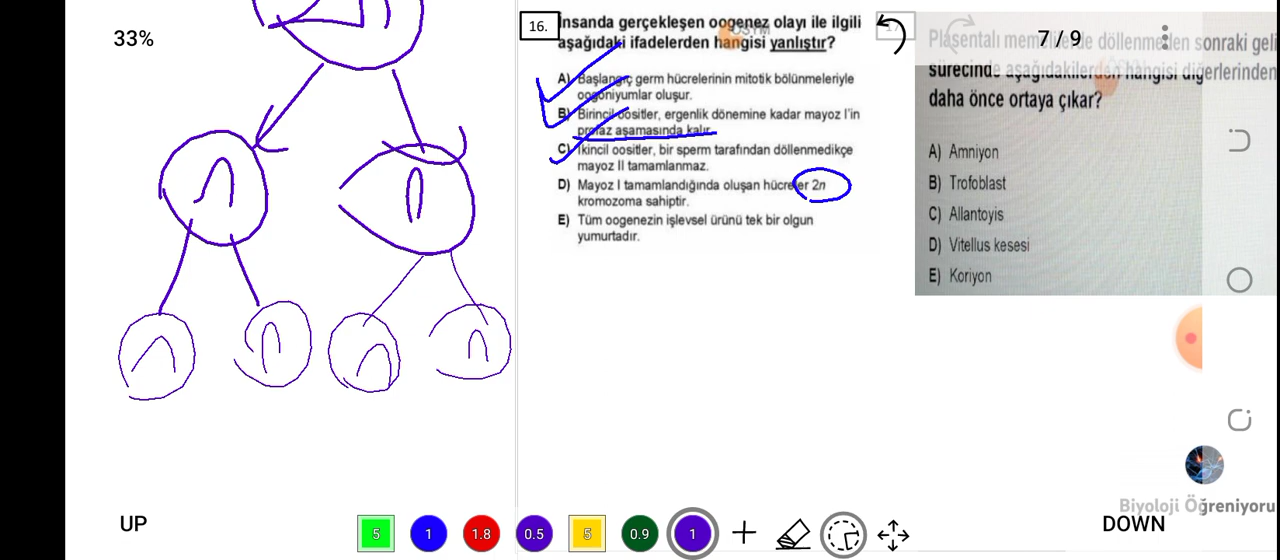 33%
2n
n
n
n
n
n
n
16.
İnsanda gerçekleşen oogenez olayı ile ilgili
aşağıdaki ifadelerden hangisi yanlıştır?
A) Başlangıç germ hücrelerinin mitotik bölünmeleriyle
oogoniyumlar oluşur.
B) Birincil oositler, ergenlik dönemine kadar mayoz I'in
profaz aşamasında kalır.
C) İkincil oositler, bir sperm tarafından döllenmedikçe
mayoz II tamamlanmaz.
D) Mayoz I tamamlandığında oluşan hücreler 2n
kromozoma sahiptir.
E) Tüm oogenezin işlevsel ürünü tek bir olgun
yumurtadır.
7 / 9
Plasentalı memelilerde döllenmeden sonraki geli
sürecinde aşağıdakilerden hangisi diğerlerinden
daha önce ortaya çıkar?
A) Amniyon
B) Trofoblast
C) Allantoyis
D) Vitellus kesesi
E) Koriyon
Biyoloji Öğreniyoru
UP
5
1
1.8
0.5
5
0.9
1
DOWN